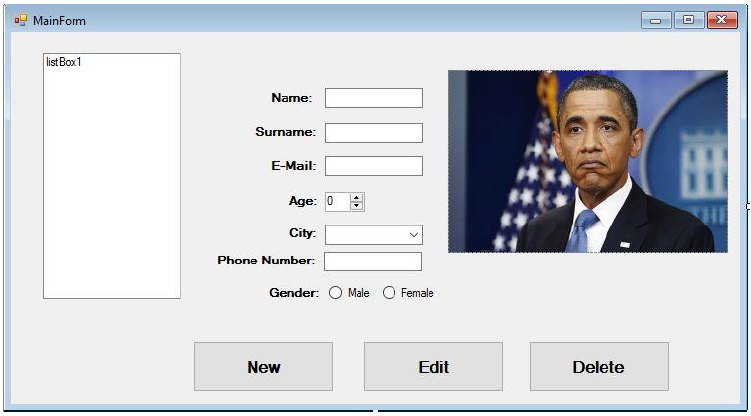 MainForm
listBox1
Name:
Surname:
E-Mail:
Age: 0
City:
Phone Number:
Gender: Male Female
New Edit Delete